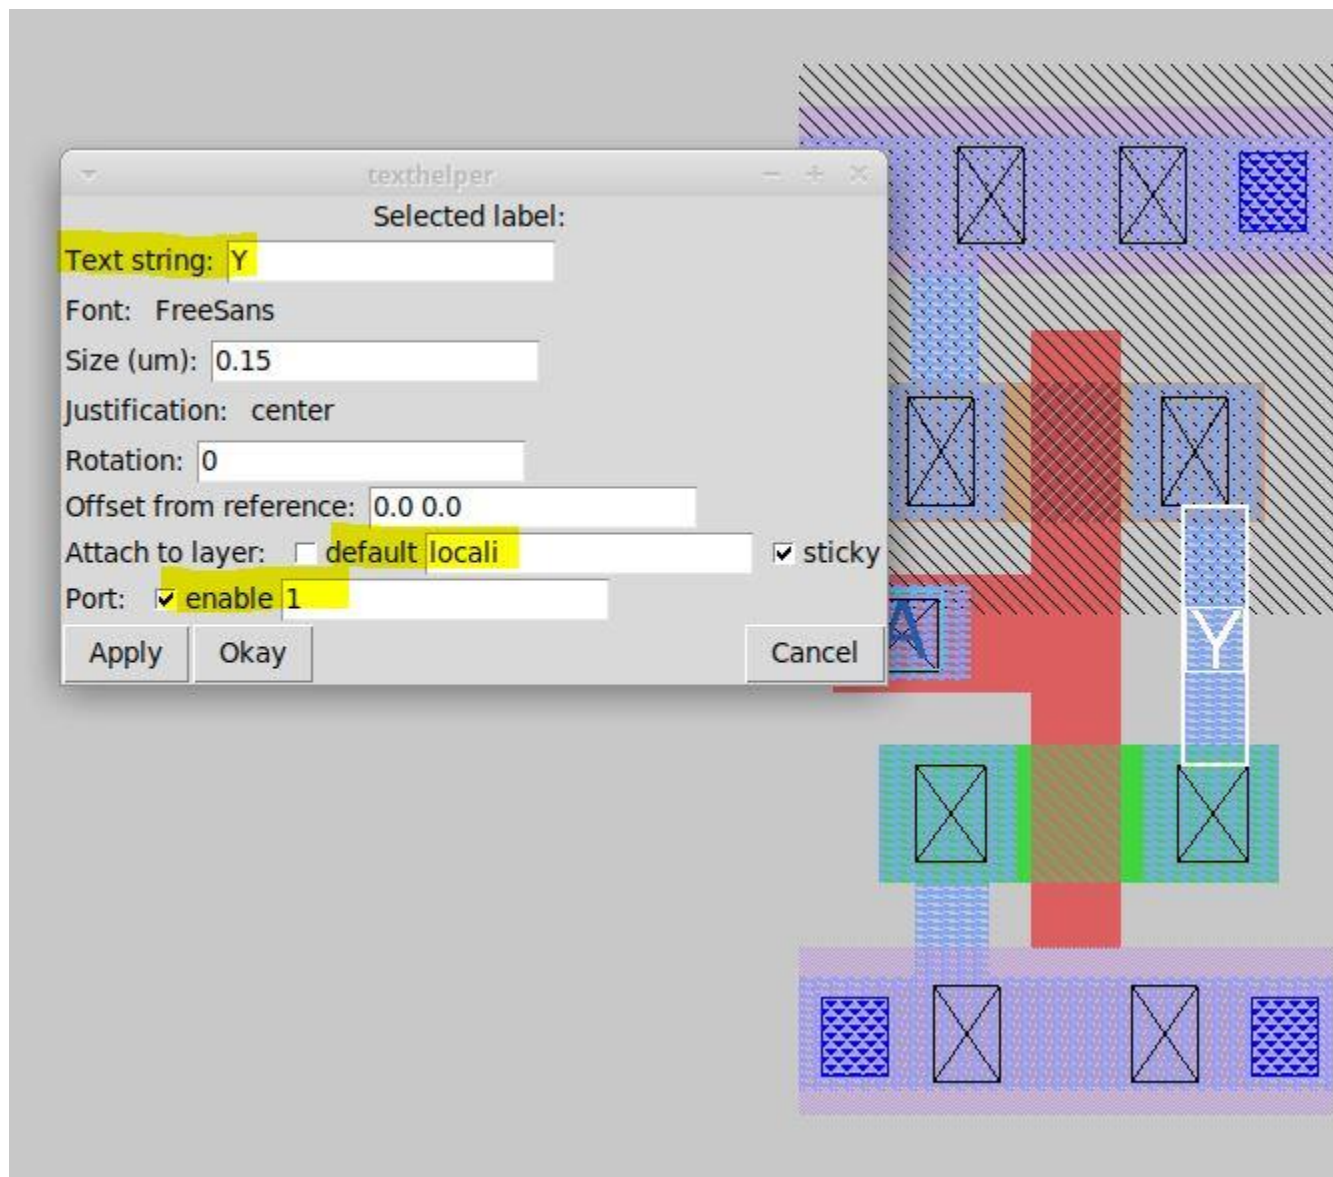 texthelper
Selected label:
Text string: Y
Font: FreeSans
Size (um): 0.15
Justification: center
Rotation: 0
Offset from reference: 0.0 0.0
Attach to layer: default locali sticky
Port: enable 1
Apply Okay Cancel
A
Y